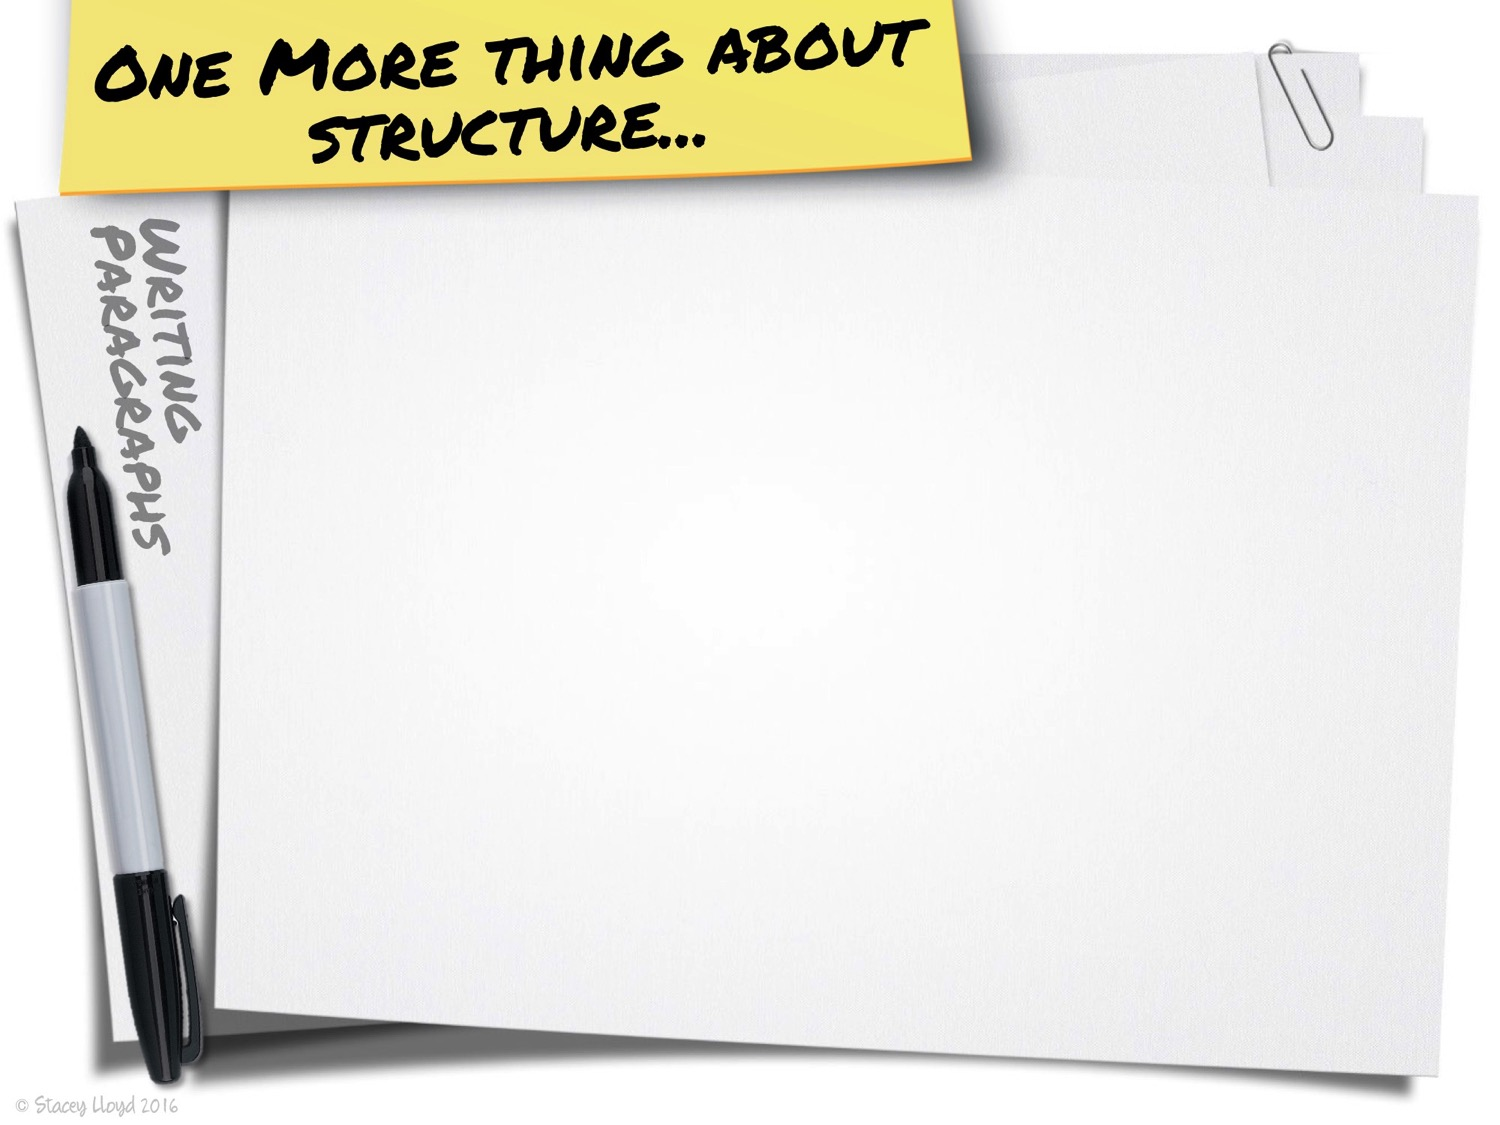 One More thing about
structure...
Writing
Paragraphs
© Stacey Lloyd 2016